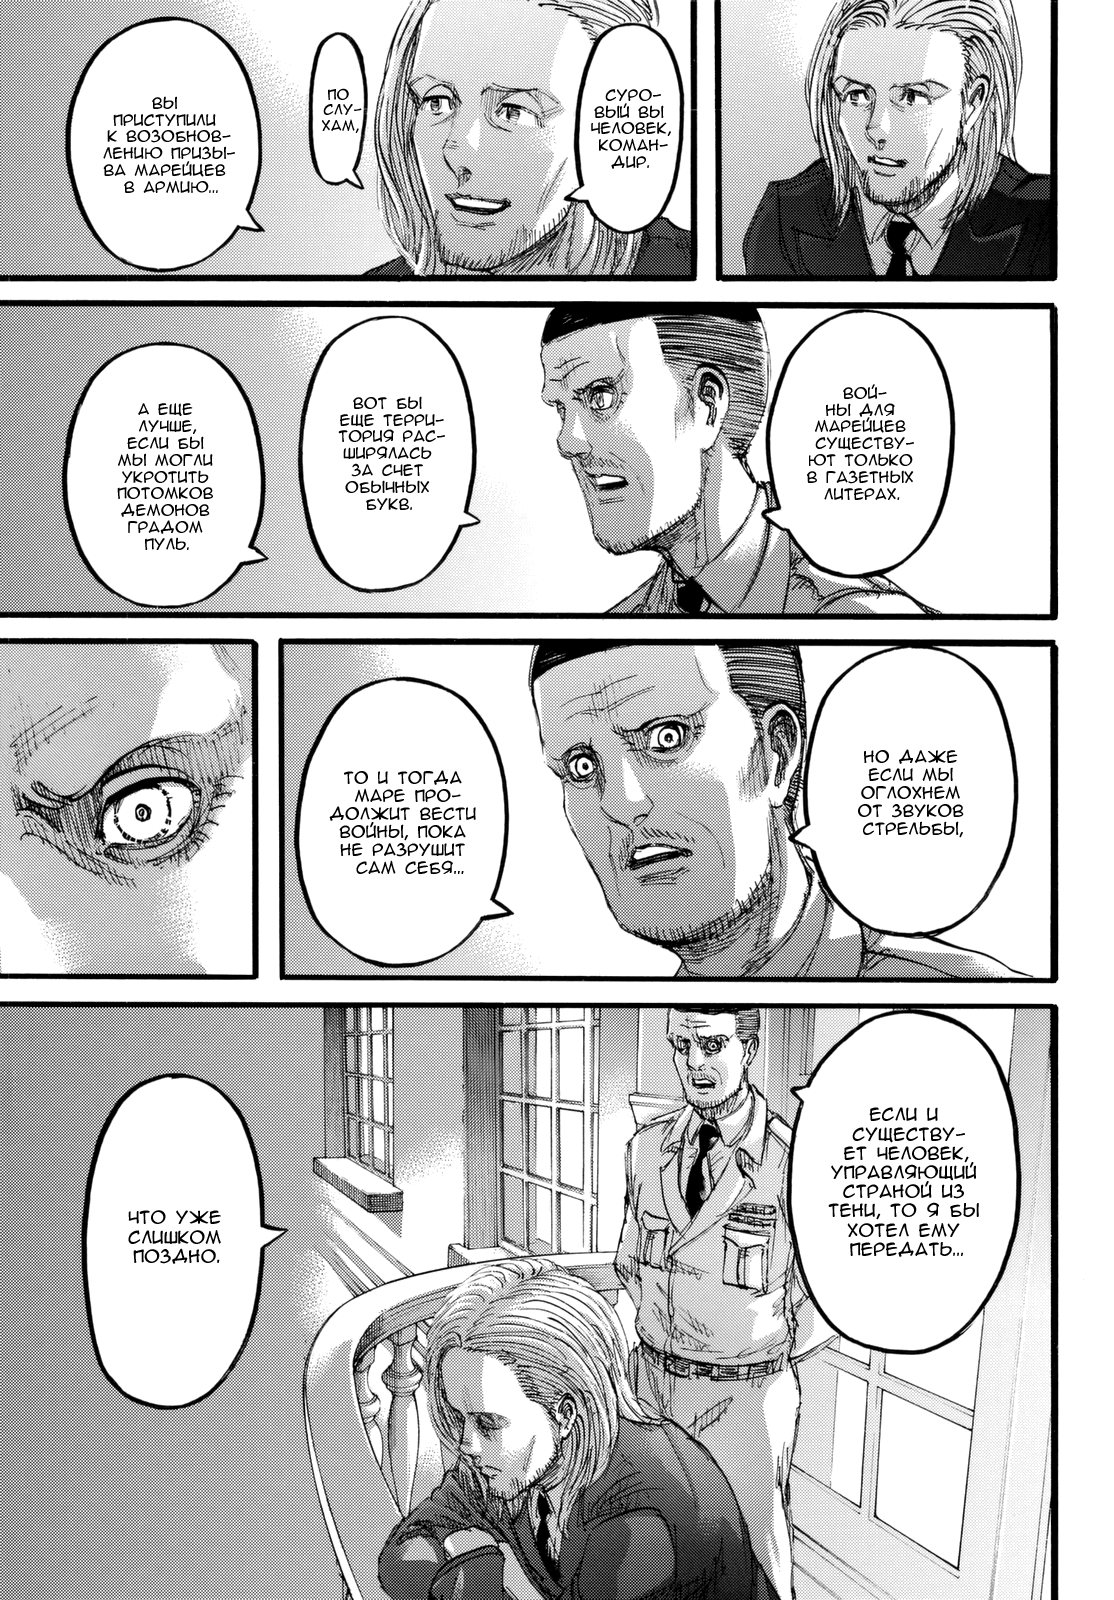 СУРО-
ВЫЙ ВЫ
ЧЕЛОВЕК,
КОМАН-
ДИР.
ПО
СЛУ-
ХАМ,
ВЫ
ПРИСТУПИЛИ
К ВОЗОБНОВ-
ЛЕНИЮ ПРИЗЫ-
ВА МАРЕЙЦЕВ
В АРМИЮ...
ВОЙ-
НЫ ДЛЯ
МАРЕЙЦЕВ
СУЩЕСТВУ-
ЮТ ТОЛЬКО
В ГАЗЕТНЫХ
ЛИТЕРАХ.
ВОТ БЫ
ЕЩЕ ТЕРРИ-
ТОРИЯ РАС-
ШИРЯЛАСЬ
ЗА СЧЕТ
ОБЫЧНЫХ
БУКВ.
А ЕЩЕ
ЛУЧШЕ,
ЕСЛИ БЫ
МЫ МОГЛИ
УКРОТИТЬ
ПОТОМКОВ
ДЕМОНОВ
ГРАДОМ
ПУЛЬ.
НО ДАЖЕ
ЕСЛИ МЫ
ОГЛОХНЕМ
ОТ ЗВУКОВ
СТРЕЛЬБЫ,
ТО И ТОГДА
МАРЕ ПРО-
ДОЛЖИТ ВЕСТИ
ВОЙНЫ, ПОКА
НЕ РАЗРУШИТ
САМ СЕБЯ...
ЕСЛИ И
СУЩЕСТВУ-
ЕТ ЧЕЛОВЕК,
УПРАВЛЯЮЩИЙ
СТРАНОЙ ИЗ
ТЕНИ, ТО Я БЫ
ХОТЕЛ ЕМУ
ПЕРЕДАТЬ...
ЧТО УЖЕ
СЛИШКОМ
ПОЗДНО.